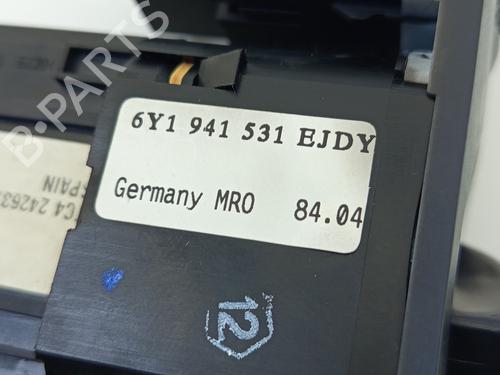 B-PARTS
6Y1 941 531 EJDY
Germany MRO 84.04
SPAIN
12